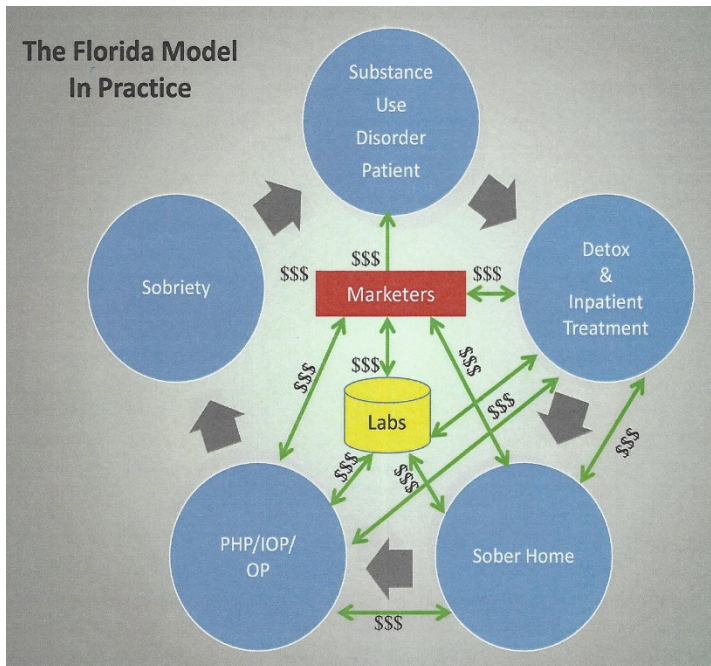 The Florida Model
In Practice
Substance
Use
Disorder
Patient
Detox
&
Inpatient
Treatment
Sobriety
$$$
$$$
$$$
Marketers
$$$
$$$
$$$
Labs
$$$
$$$
$$$
$$$
PHP/IOP/
OP
Sober Home
$$$